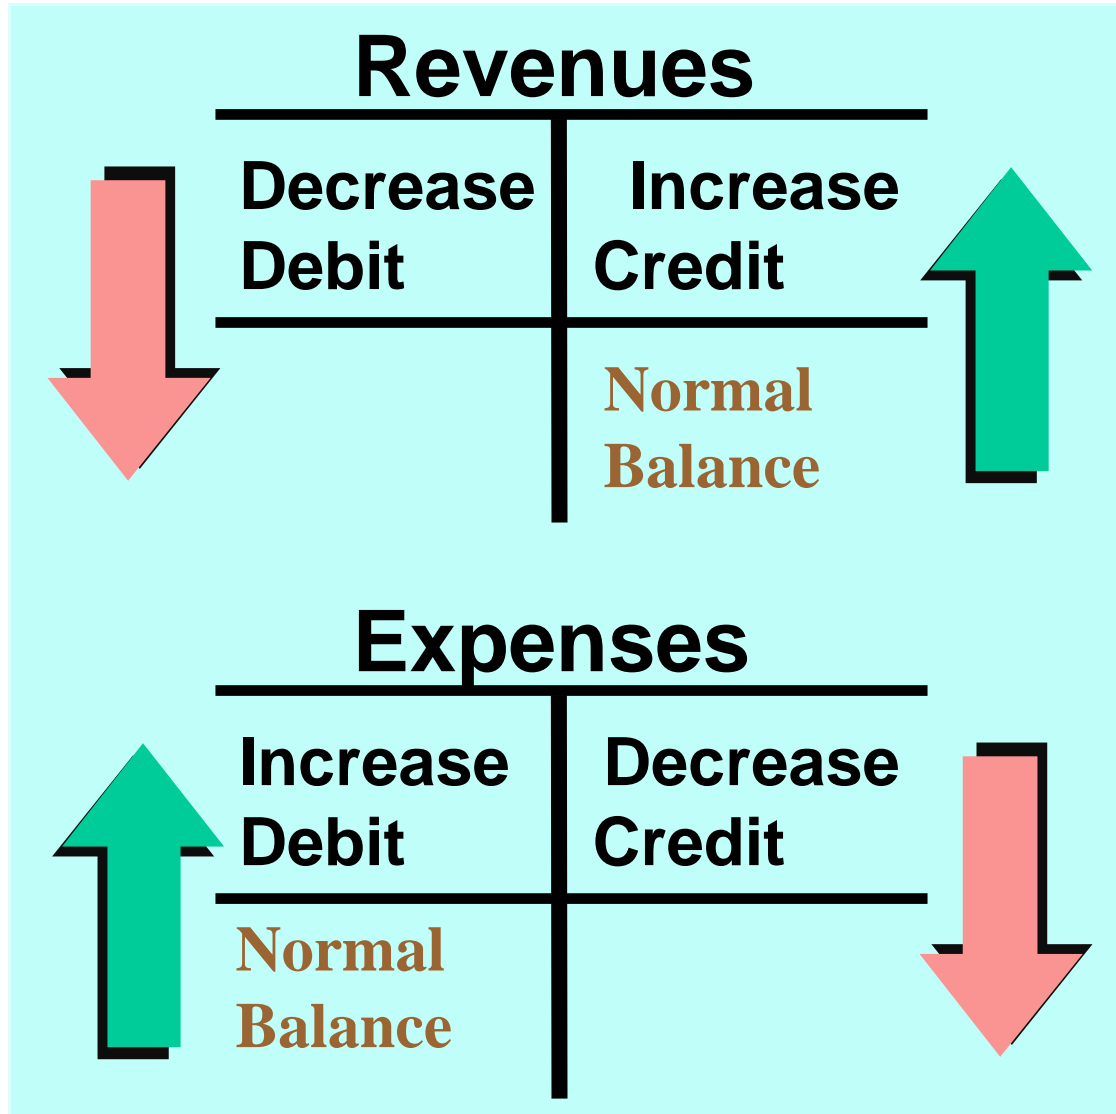 Revenues
Decrease Increase
Debit Credit
Normal
Balance
Expenses
Increase Decrease
Debit Credit
Normal
Balance